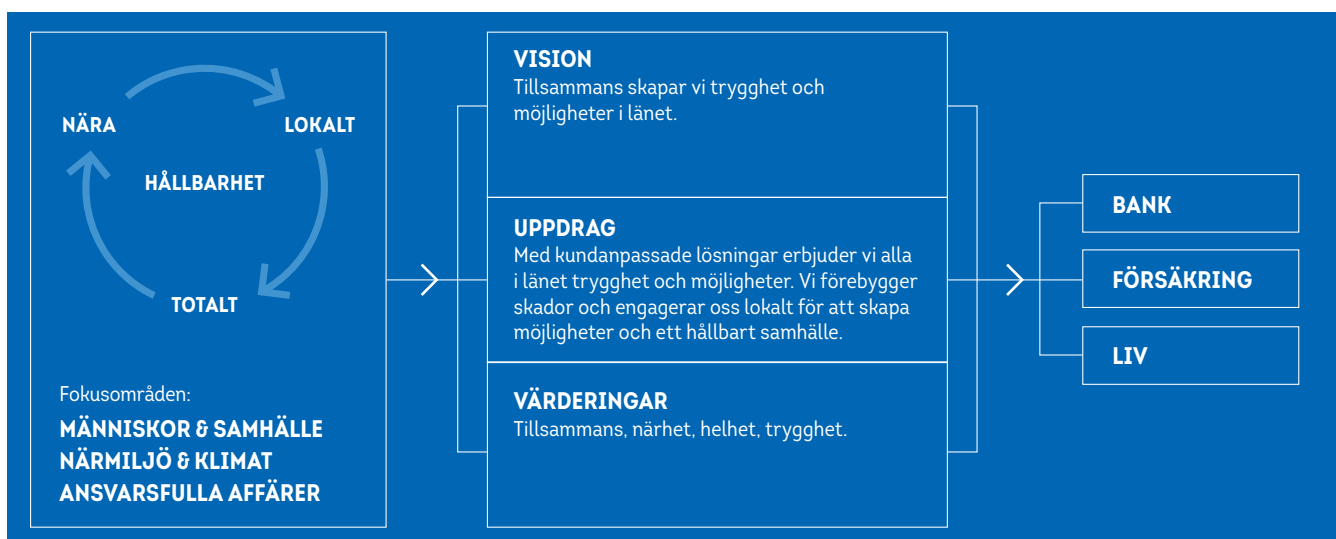 NÄRA
LOKALT
HÅLLBARHET
TOTALT
Fokusområden:
MÄNNISKOR & SAMHÄLLE
NÄRMILJÖ & KLIMAT
ANSVARSFULLA AFFÄRER
VISION
Tillsammans skapar vi trygghet och
möjligheter i länet.
UPPDRAG
Med kundanpassade lösningar erbjuder vi alla
i länet trygghet och möjligheter. Vi förebygger
skador och engagerar oss lokalt för att skapa
möjligheter och ett hållbart samhälle.
VÄRDERINGAR
Tillsammans, närhet, helhet, trygghet.
BANK
FÖRSÄKRING
LIV